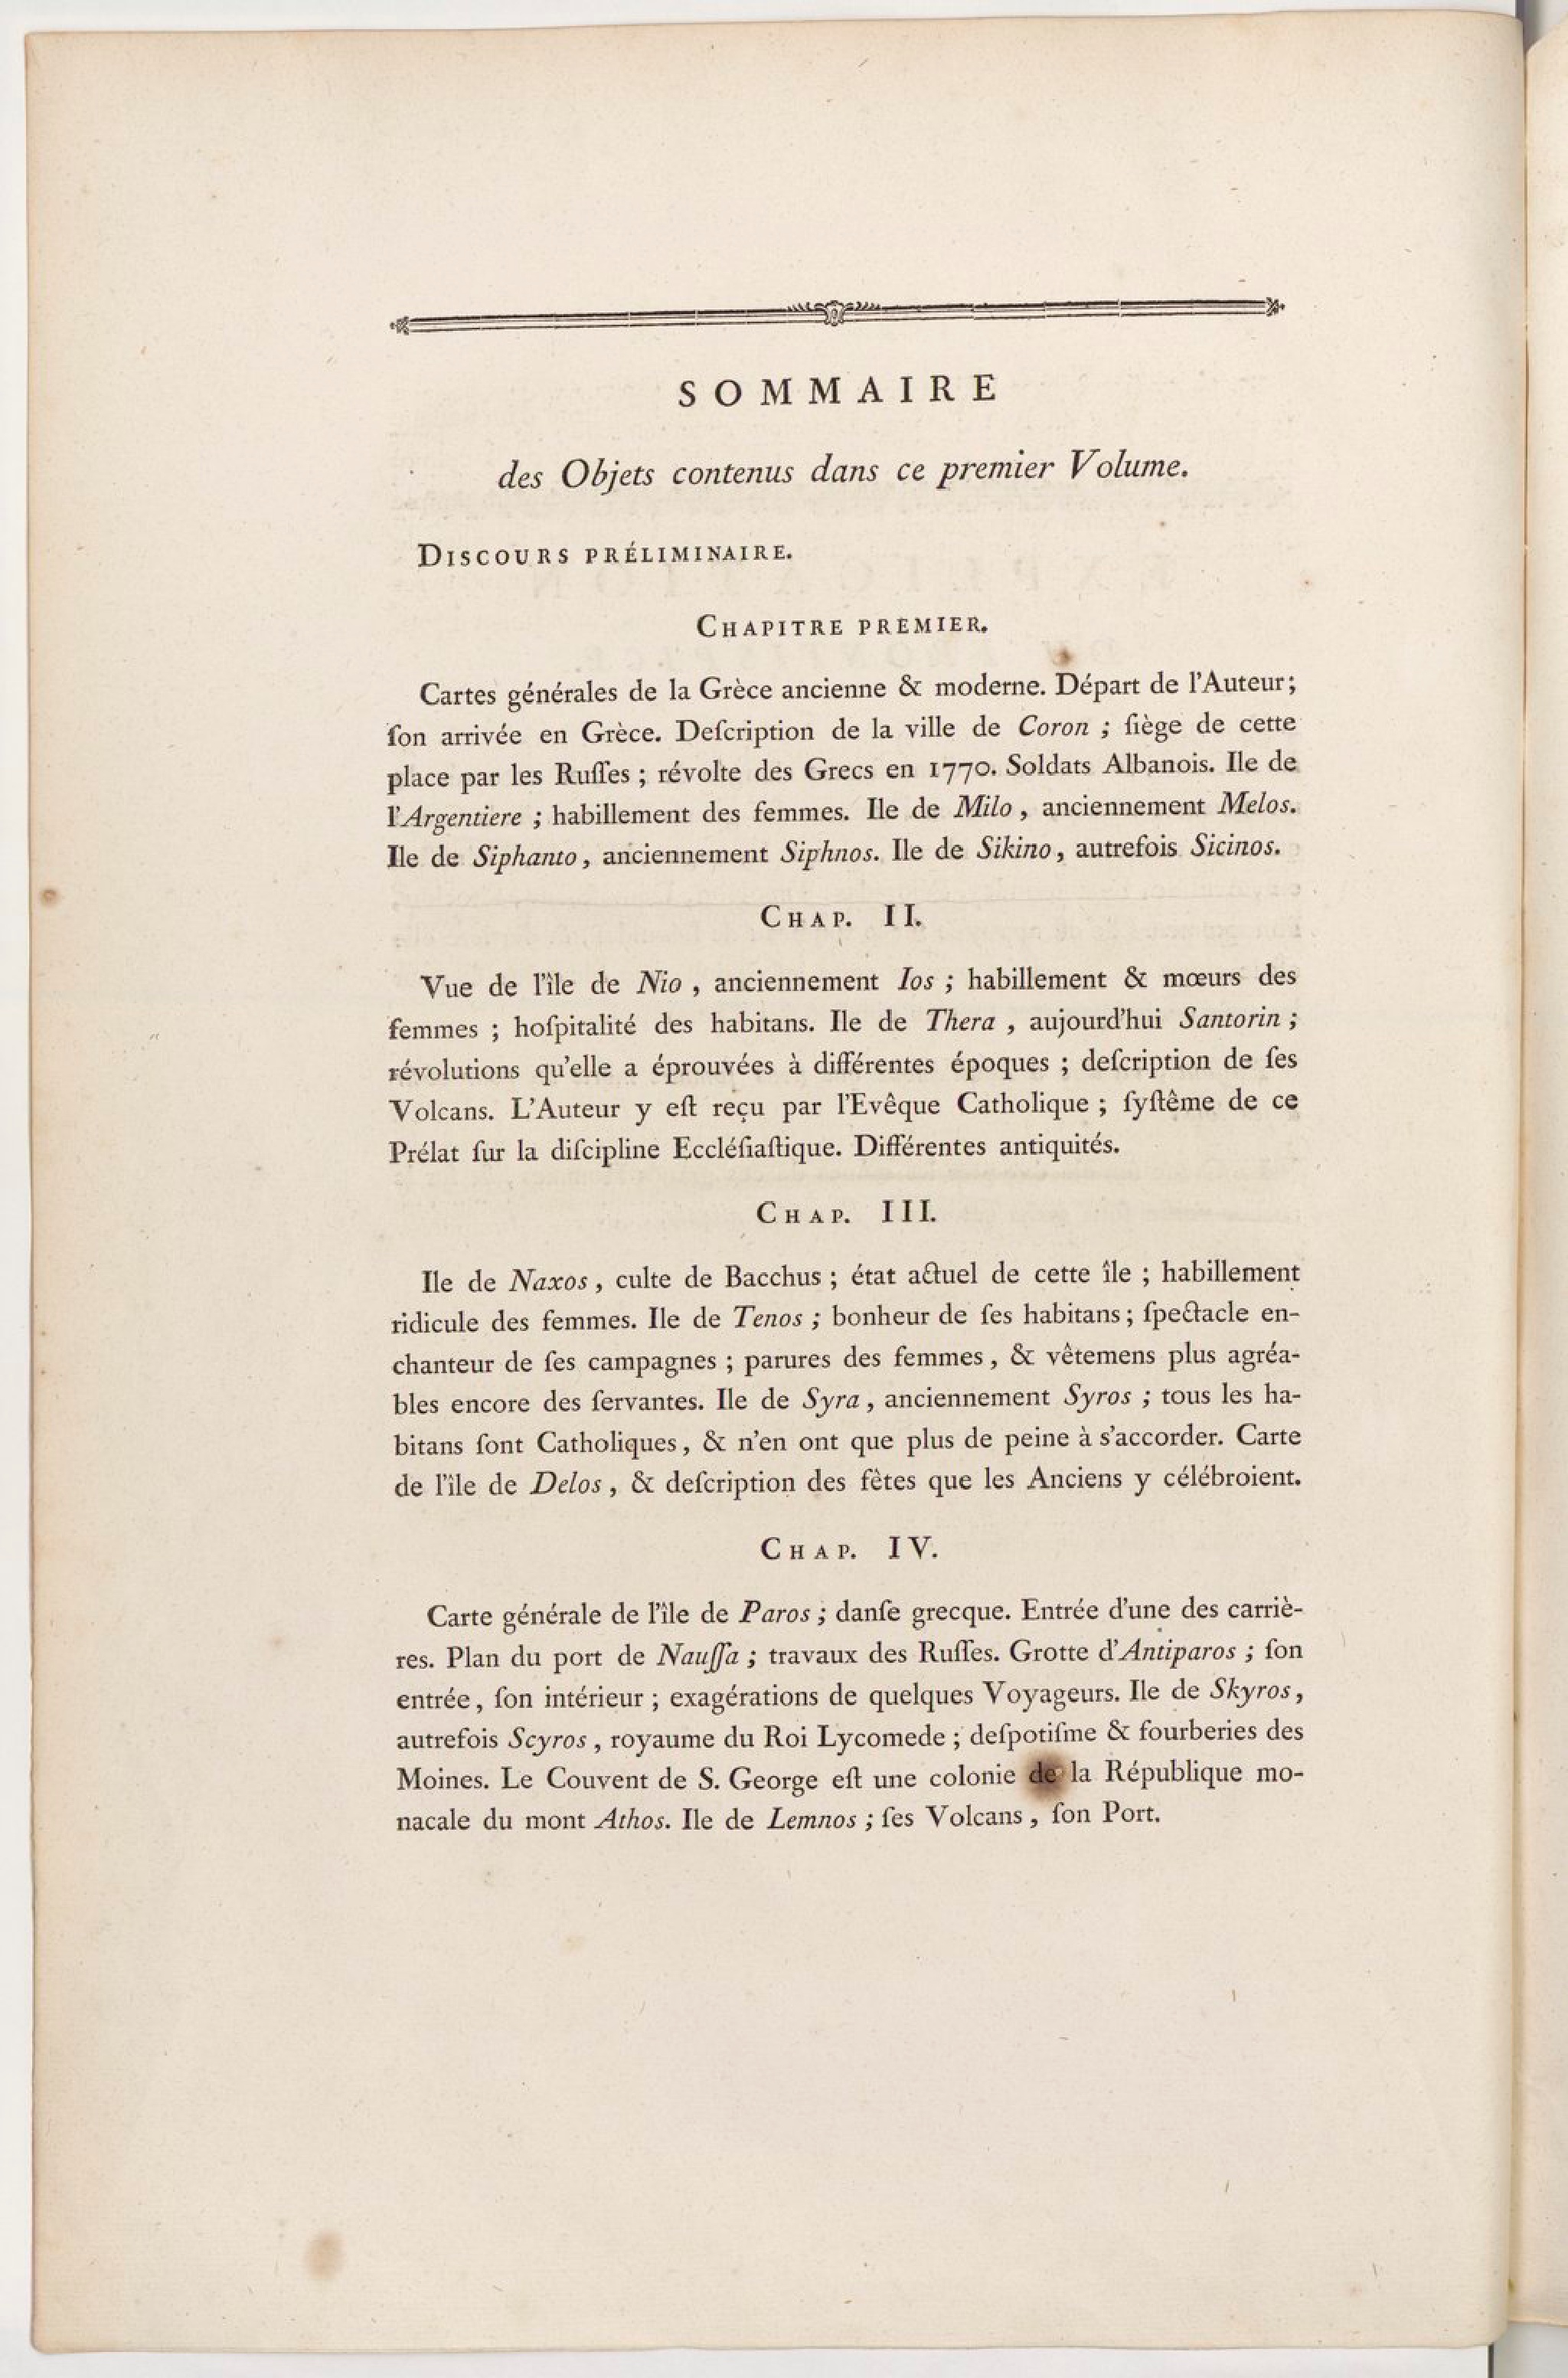 SOMMAIRE
des Objets contenus dans ce premier Volume.
DISCOURS PRÉLIMINAIRE.
CHAPITRE PREMIER.
Cartes générales de la Grèce ancienne & moderne. Départ de l'Auteur;
ſon arrivée en Grèce. Deſcription de la ville de Coron ; ſiège de cette
place par les Ruſſes ; révolte des Grecs en 1770. Soldats Albanois. Ile de
l'Argentiere ; habillement des femmes. Ile de Milo , anciennement Melos.
Ile de Siphanto, anciennement Siphnos. Ile de Sikino, autrefois Sicinos.
CHAP. II.
Vue de l'île de Nio , anciennement Ios ; habillement & mœurs des
femmes ; hoſpitalité des habitans. Ile de Thera , aujourd'hui Santorin ;
révolutions qu'elle a éprouvées à différentes époques ; deſcription de ſes
Volcans. L'Auteur y eſt reçu par l'Evêque Catholique ; ſyſtême de ce
Prélat ſur la diſcipline Eccléſiaſtique. Différentes antiquités.
CHAP. III.
Ile de Naxos, culte de Bacchus ; état actuel de cette île ; habillement
ridicule des femmes. Ile de Tenos ; bonheur de ſes habitans ; ſpectacle en-
chanteur de ſes campagnes ; parures des femmes, & vêtemens plus agréa-
bles encore des ſervantes. Ile de Syra, anciennement Syros ; tous les ha-
bitans ſont Catholiques, & n'en ont que plus de peine à s'accorder. Carte
de l'île de Delos, & deſcription des fêtes que les Anciens y célébroient.
CHAP. IV.
Carte générale de l'île de Paros ; danſe grecque. Entrée d'une des carriè-
res. Plan du port de Nauſſa ; travaux des Ruſſes. Grotte d'Antiparos ; ſon
entrée, ſon intérieur ; exagérations de quelques Voyageurs. Ile de Skyros,
autrefois Scyros, royaume du Roi Lycomede ; deſpotiſme & fourberies des
Moines. Le Couvent de S. George eſt une colonie de la République mo-
nacale du mont Athos. Ile de Lemnos ; ſes Volcans, ſon Port.